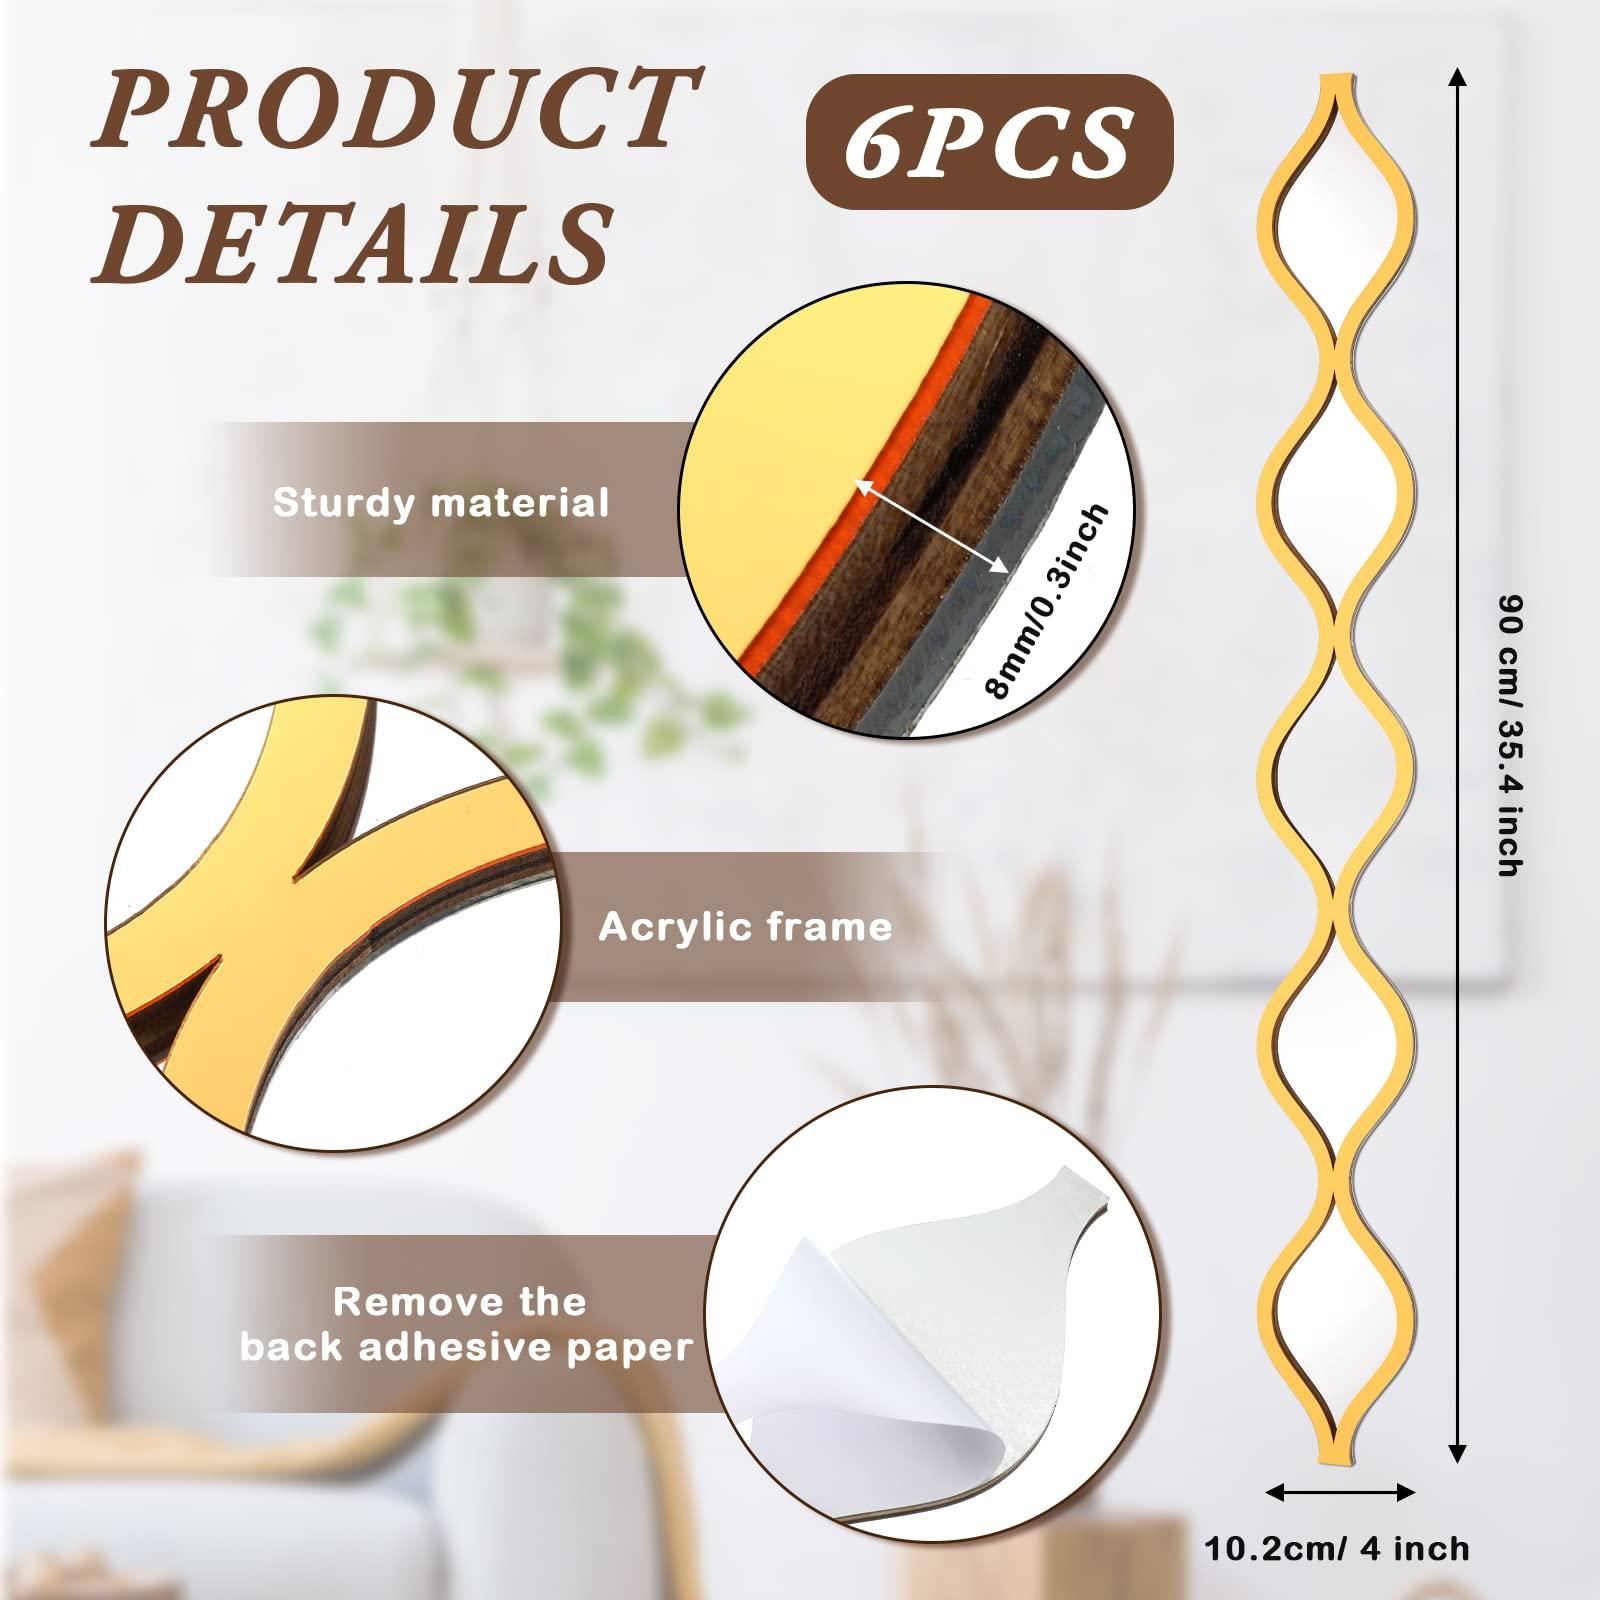 PRODUCT
DETAILS
6PCS
Sturdy material
8mm/0.3inch
Acrylic frame
Remove the
back adhesive paper
90 cm/ 35.4 inch
10.2cm/ 4 inch